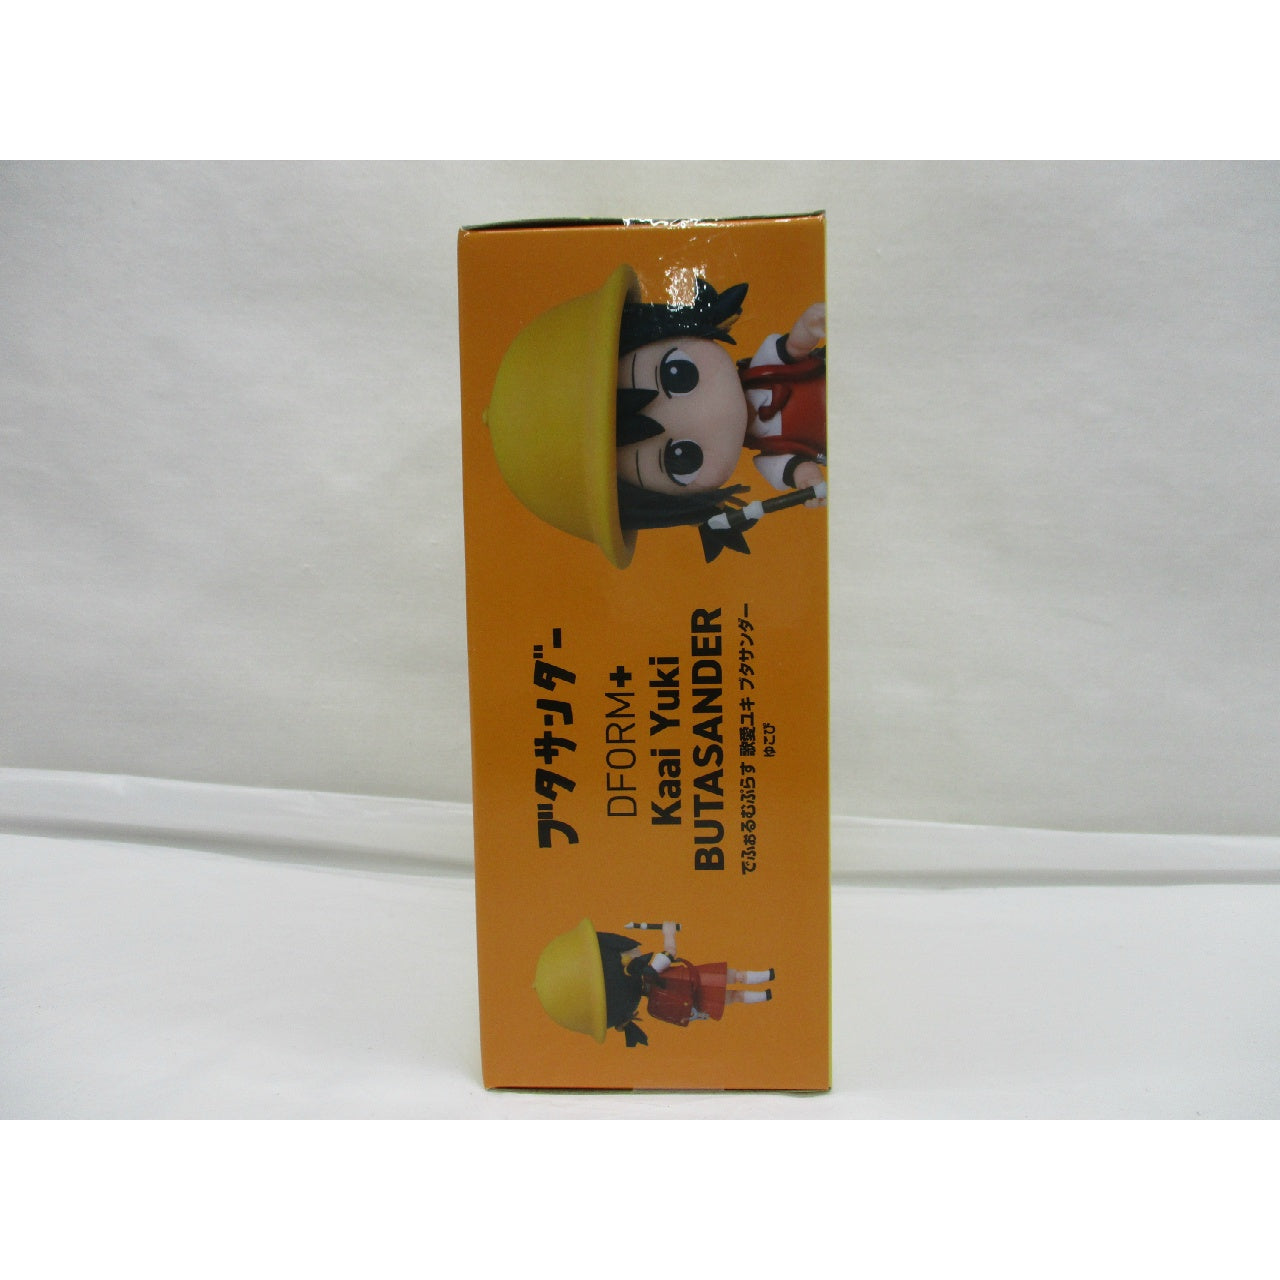 ブタサンダー
DFORM+
Kaai Yuki
BUTASANDER
でふぉるむぷらす 歌愛ユキ ブタサンダー
ゆこぴ